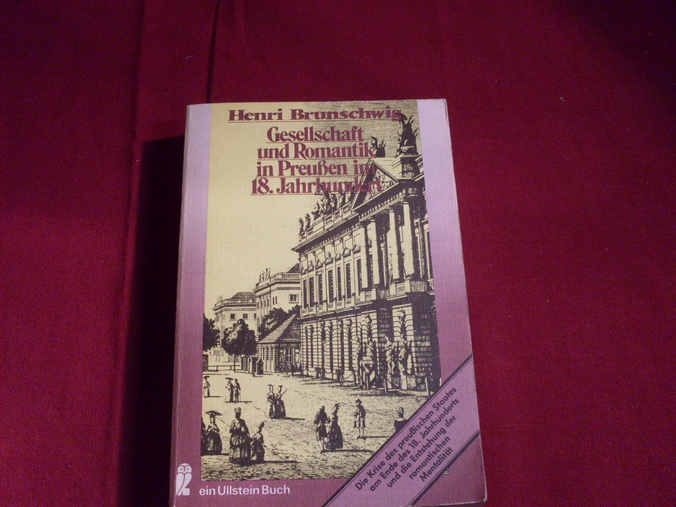 Henri Brunschwig
Gesellschaft
und Romantik
in Preußen im
18. Jahrhundert
Die Krise des preußischen Staates
am Ende des 18. Jahrhunderts
und die Entstehung der
romantischen
Mentalität
ein Ullstein Buch